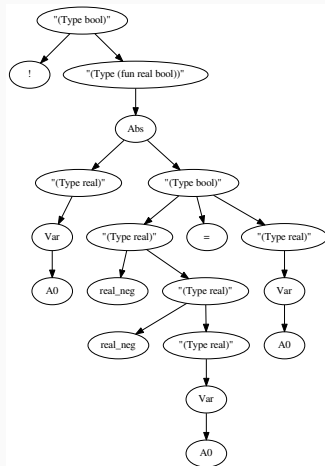 "(Type bool)"
! "(Type (fun real bool))"
Abs
"(Type real)" "(Type bool)"
Var "(Type real)" = "(Type real)"
A0 real_neg "(Type real)" Var
real_neg "(Type real)" A0
Var
A0